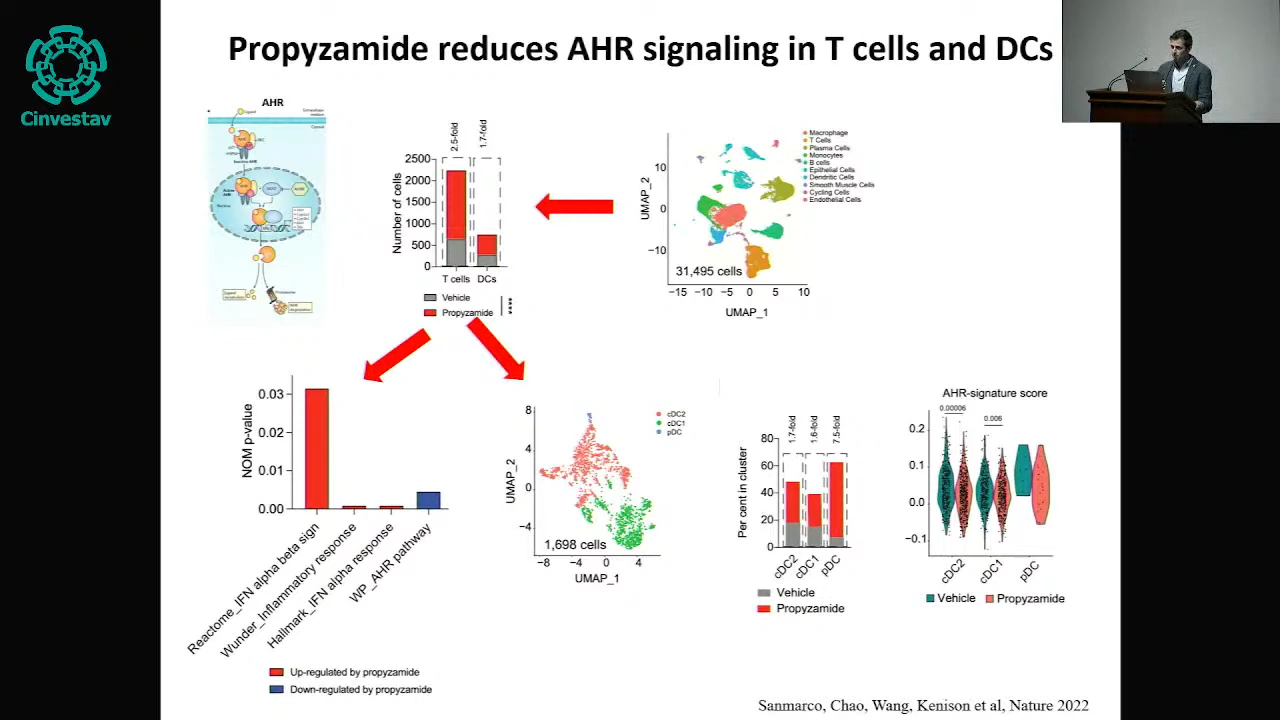 Propyzamide reduces AHR signaling in T cells and DCs
Cinvestav
AHR
Ligand
Inactive AHR
Active AHR
Nucleus
2.5-fold
1.7-fold
Number of cells
2500
2000
1500
1000
500
0
T cells
DCs
Vehicle
Propyzamide
****
UMAP_2
10
0
−10
31,495 cells
−15
−10
−5
0
5
10
UMAP_1
Macrophage
T Cells
Plasma Cells
Monocytes
B cells
Epithelial Cells
Dendritic Cells
Smooth Muscle Cells
Cycling Cells
Endothelial Cells
NOM p-value
0.03
0.02
0.01
0.00
Reactome_IFN alpha beta sign
Wunder_Inflammatory response
Hallmark_IFN alpha response
WP_AHR pathway
Up-regulated by propyzamide
Down-regulated by propyzamide
UMAP_2
8
4
0
−4
1,698 cells
−8
−4
0
4
UMAP_1
cDC2
cDC1
pDC
1.7-fold
1.6-fold
7.5-fold
Per cent in cluster
80
60
40
20
0
cDC2
cDC1
pDC
Vehicle
Propyzamide
AHR-signature score
0.00006
0.006
0.2
0.1
0.0
−0.1
cDC2
cDC1
pDC
Vehicle
Propyzamide
Sanmarco, Chao, Wang, Kenison et al, Nature 2022